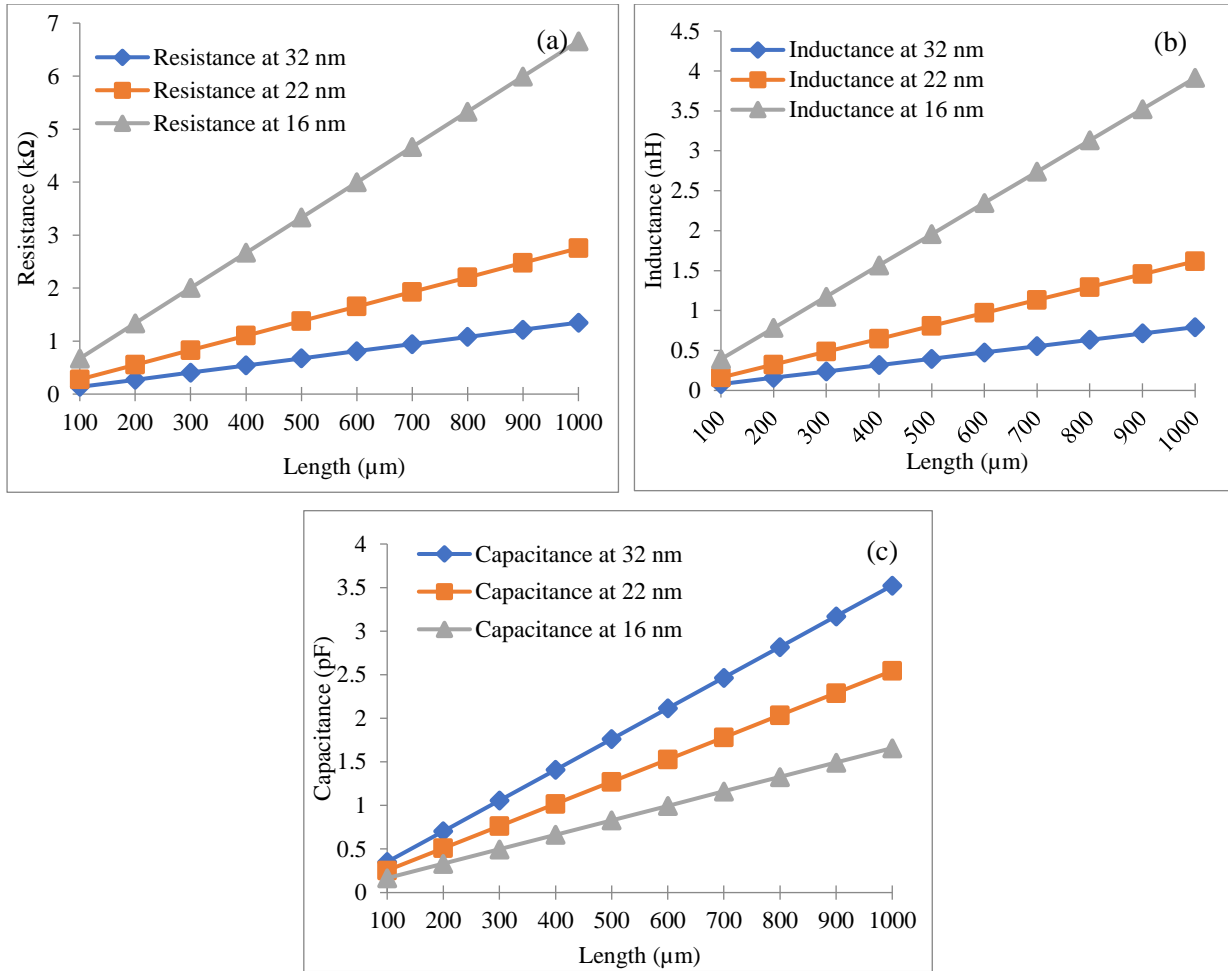 (a)
Resistance at 32 nm
Resistance at 22 nm
Resistance at 16 nm
Resistance (kΩ)
7
6
5
4
3
2
1
0
100 200 300 400 500 600 700 800 900 1000
Length (µm)
(b)
Inductance at 32 nm
Inductance at 22 nm
Inductance at 16 nm
Inductance (nH)
4.5
4
3.5
3
2.5
2
1.5
1
0.5
0
100 200 300 400 500 600 700 800 900 1000
Length (µm)
(c)
Capacitance at 32 nm
Capacitance at 22 nm
Capacitance at 16 nm
Capacitance (pF)
4
3.5
3
2.5
2
1.5
1
0.5
0
100 200 300 400 500 600 700 800 900 1000
Length (µm)